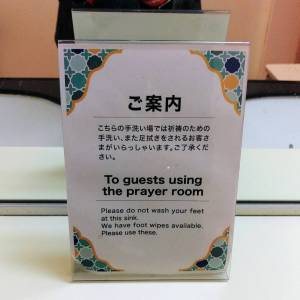 ご案内
こちらの手洗い場では祈祷のための
手洗い、また足拭きをされるお客さ
まがいらっしゃいます。ご了承くだ
さい。
To guests using
the prayer room
Please do not wash your feet
at this sink.
We have foot wipes available.
Please use these.